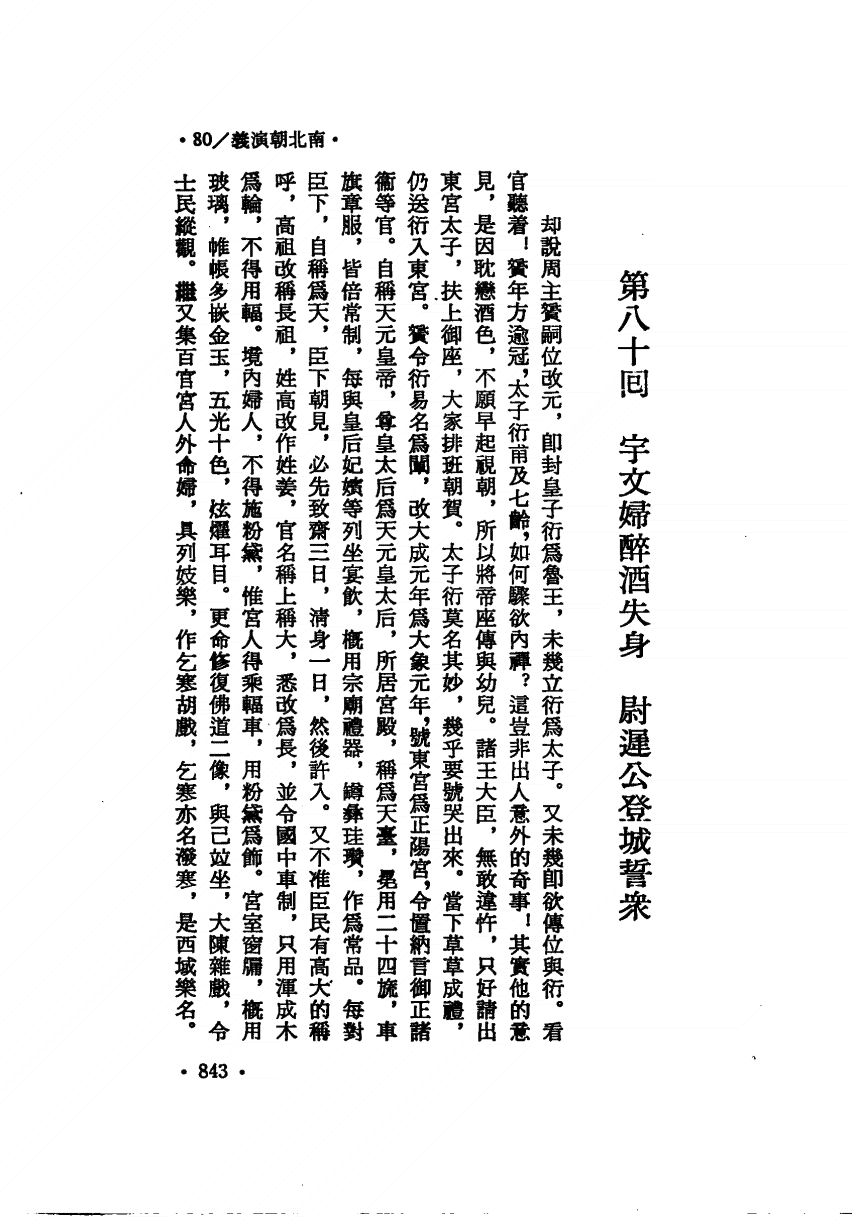 •80/義演朝北南•
第八十回　宇文婦醉酒失身　尉遲公登城誓衆
却說周主贇嗣位改元，卽封皇子衍爲魯王，未幾立衍爲太子。又未幾卽欲傳位與衍。看
官聽着！贇年方逾冠，太子衍甫及七齡，如何驟欲內禪？這豈非出人意外的奇事！其實他的意
見，是因耽戀酒色，不願早起視朝，所以將帝座傳與幼兒。諸王大臣，無敢違忤，只好請出
東宮太子，扶上御座，大家排班朝賀。太子衍莫名其妙，幾乎要號哭出來。當下草草成禮，
仍送衍入東宮。贇令衍易名爲闡，改大成元年爲大象元年，號東宮爲正陽宮，令置納言御正諸
衞等官。自稱天元皇帝，尊皇太后爲天元皇太后，所居宮殿，稱爲天臺，冕用二十四旒，車
旗章服，皆倍常制，每與皇后妃嬪等列坐宴飲，概用宗廟禮器，罇彝珪瓚，作爲常品。每對
臣下，自稱爲天，臣下朝見，必先致齋三日，淸身一日，然後許入。又不准臣民有高大的稱
呼，高祖改稱長祖，姓高改作姓姜，官名稱上稱大，悉改爲長，並令國中車制，只用渾成木
爲輪，不得用輻。境內婦人，不得施粉黛，惟宮人得乘輻車，用粉黛爲飾。宮室窗牖，概用
玻璃，帷帳多嵌金玉，五光十色，炫耀耳目。更命修復佛道二像，與己竝坐，大陳雜戲，令
士民縱觀。繼又集百官宮人外命婦，具列妓樂，作乞寒胡戲，乞寒亦名潑寒，是西域樂名。
•843•